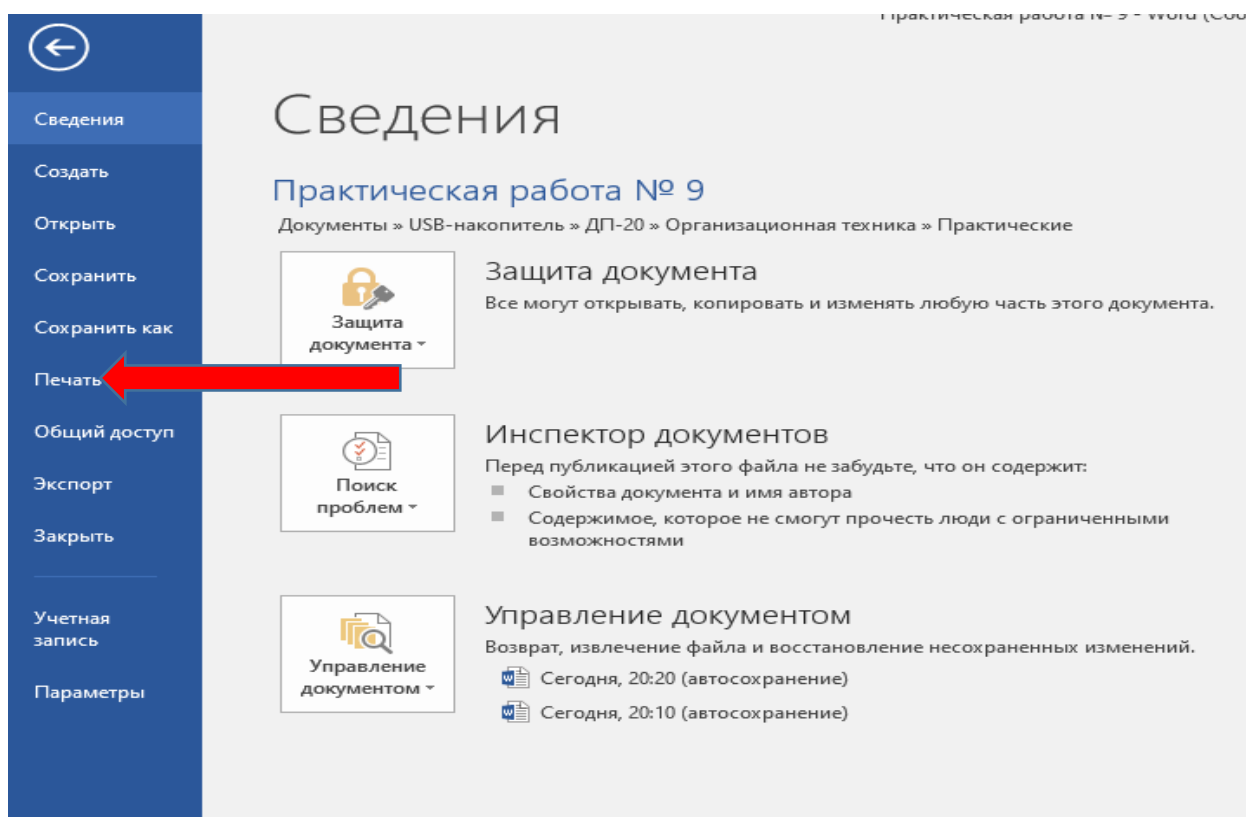 Практическая работа № 9 - Word
Сведения
Создать
Открыть
Сохранить
Сохранить как
Печать
Общий доступ
Экспорт
Закрыть
Учетная
запись
Параметры
Сведения
Практическая работа № 9
Документы » USB-накопитель » ДП-20 » Организационная техника » Практические
Защита
документа
Защита документа
Все могут открывать, копировать и изменять любую часть этого документа.
Поиск
проблем
Инспектор документов
Перед публикацией этого файла не забудьте, что он содержит:
Свойства документа и имя автора
Содержимое, которое не смогут прочесть люди с ограниченными
возможностями
Управление
документом
Управление документом
Возврат, извлечение файла и восстановление несохраненных изменений.
Сегодня, 20:20 (автосохранение)
Сегодня, 20:10 (автосохранение)